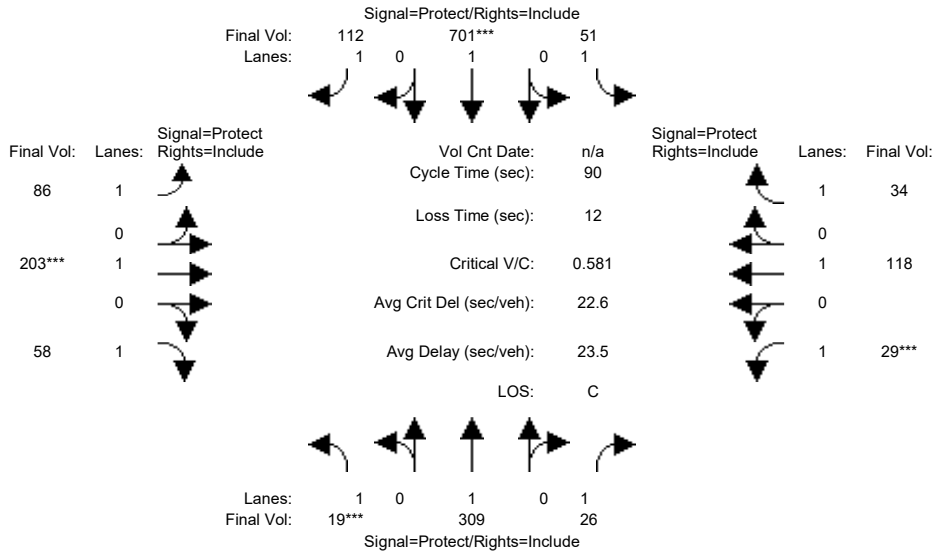 Signal=Protect/Rights=Include
Final Vol: 112 701*** 51
Lanes: 1 0 1 0 1
Signal=Protect
Final Vol: Lanes: Rights=Include
Vol Cnt Date: n/a
Signal=Protect
Rights=Include Lanes: Final Vol:
Cycle Time (sec): 90
86 1
1 34
Loss Time (sec): 12
0
0
203*** 1
Critical V/C: 0.581
1 118
0
Avg Crit Del (sec/veh): 22.6
0
58 1
Avg Delay (sec/veh): 23.5
1 29***
LOS: C
Lanes: 1 0 1 0 1
Final Vol: 19*** 309 26
Signal=Protect/Rights=Include